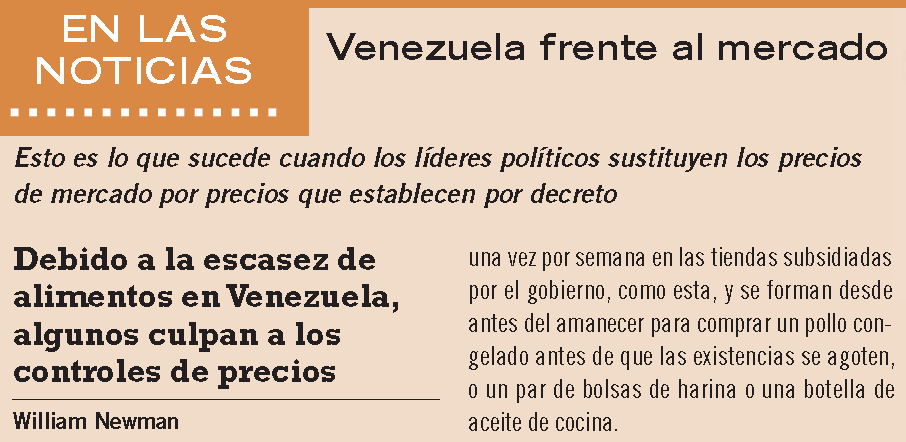 EN LAS
NOTICIAS
Venezuela frente al mercado
Esto es lo que sucede cuando los líderes políticos sustituyen los precios
de mercado por precios que establecen por decreto
Debido a la escasez de
alimentos en Venezuela,
algunos culpan a los
controles de precios
William Newman
una vez por semana en las tiendas subsidiadas
por el gobierno, como esta, y se forman desde
antes del amanecer para comprar un pollo con-
gelado antes de que las existencias se agoten,
o un par de bolsas de harina o una botella de
aceite de cocina.